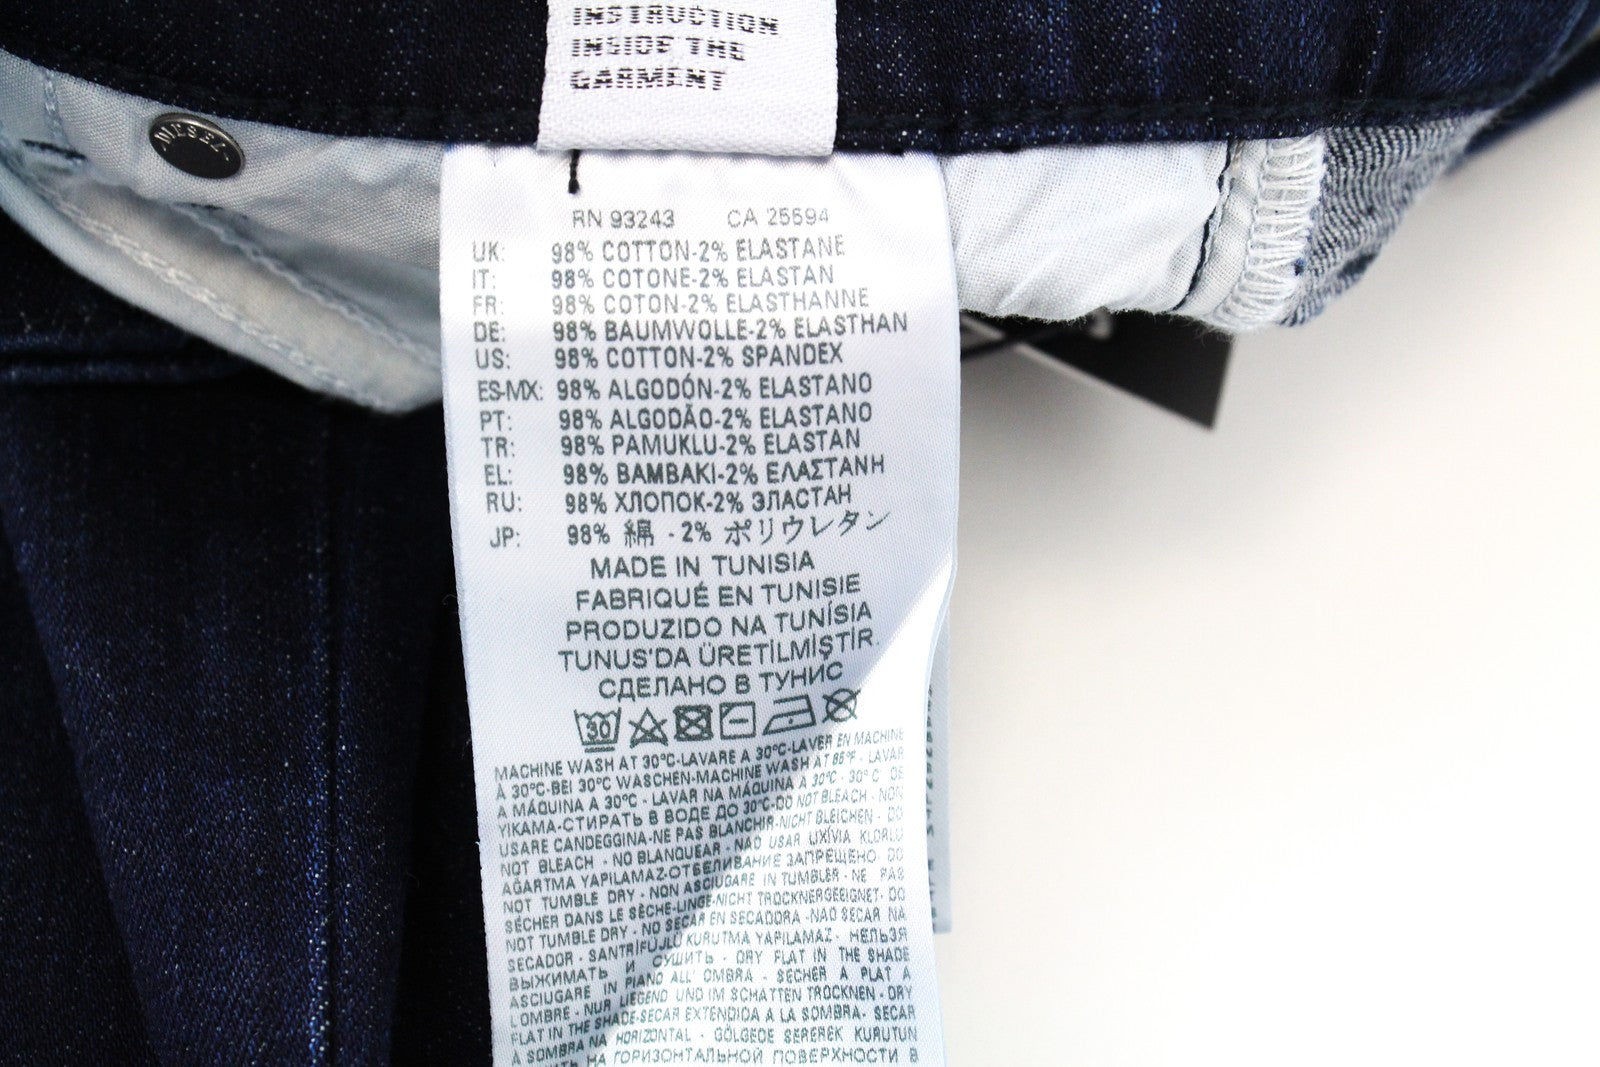 INSTRUCTION
INSIDE THE
GARMENT
DIESEL
RN 93243 CA 25594
UK: 98% COTTON-2% ELASTANE
IT: 98% COTONE-2% ELASTAN
FR: 98% COTON-2% ELASTHANNE
DE: 98% BAUMWOLLE-2% ELASTHAN
US: 98% COTTON-2% SPANDEX
ES-MX: 98% ALGODÓN-2% ELASTANO
PT: 98% ALGODÃO-2% ELASTANO
TR: 98% PAMUKLU-2% ELASTAN
EL: 98% BAMBAKI-2% ΕΛΑΣΤΑΝΗ
RU: 98% ХЛОПОК-2% ЭЛАСТАН
JP: 98% 綿 - 2% ポリウレタン
MADE IN TUNISIA
FABRIQUÉ EN TUNISIE
PRODUZIDO NA TUNÍSIA
TUNUS'DA ÜRETİLMİŞTİR.
СДЕЛАНО В ТУНИС
30
MACHINE WASH AT 30°C-LAVARE A 30°C-LAVER EN MACHINE
À 30°C-BEI 30°C WASCHEN-MACHINE WASH AT 85°F - LAVAR
A MÁQUINA A 30°C - LAVAR NA MÁQUINA A 30°C - 30° C DE
YIKAMA-СТИРАТЬ В ВОДЕ ДО 30°C-DO NOT BLEACH - NON
USARE CANDEGGINA-NE PAS BLANCHIR-NICHT BLEICHEN - DO
NOT BLEACH - NO BLANQUEAR - NÃO USAR LIXÍVIA KLORLU
AĞARTMA YAPILAMAZ-ОТБЕЛИВАНИЕ ЗАПРЕЩЕНО- DO
NOT TUMBLE DRY - NON ASCIUGARE IN TUMBLER - NE PAS
SÉCHER DANS LE SÈCHE-LINGE-NICHT TROCKNERGEEIGNET- DO
NOT TUMBLE DRY - NO SECAR EN SECADORA -NÃO SECAR NA
SECADOR - SANTRİFÜJLÜ KURUTMA YAPILAMAZ - НЕЛЬЗЯ
ВЫЖИМАТЬ И СУШИТЬ - DRY FLAT IN THE SHADE
ASCIUGARE IN PIANO ALL' OMBRA - SÉCHER A PLAT A
L'OMBRE - NUR LIEGEND UND IM SCHATTEN TROCKNEN - DRY
FLAT IN THE SHADE-SECAR EXTENDIDA A LA SOMBRA- SECAR
À SOMBRA NA HORIZONTAL - GÖLGEDE SEREREK KURUTUN
НА ГОРИЗОНТАЛЬНОЙ ПОВЕРХНОСТИ В